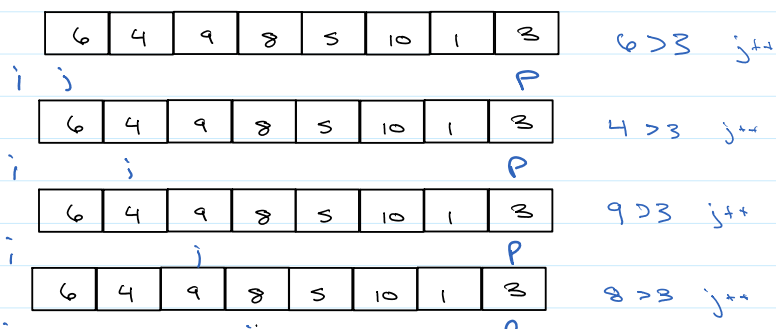 6 4 9 8 5 10 1 3 6>3 j++
i j P
6 4 9 8 5 10 1 3 4>3 j++
i j P
6 4 9 8 5 10 1 3 9>3 j++
i j P
6 4 9 8 5 10 1 3 8>3 j++